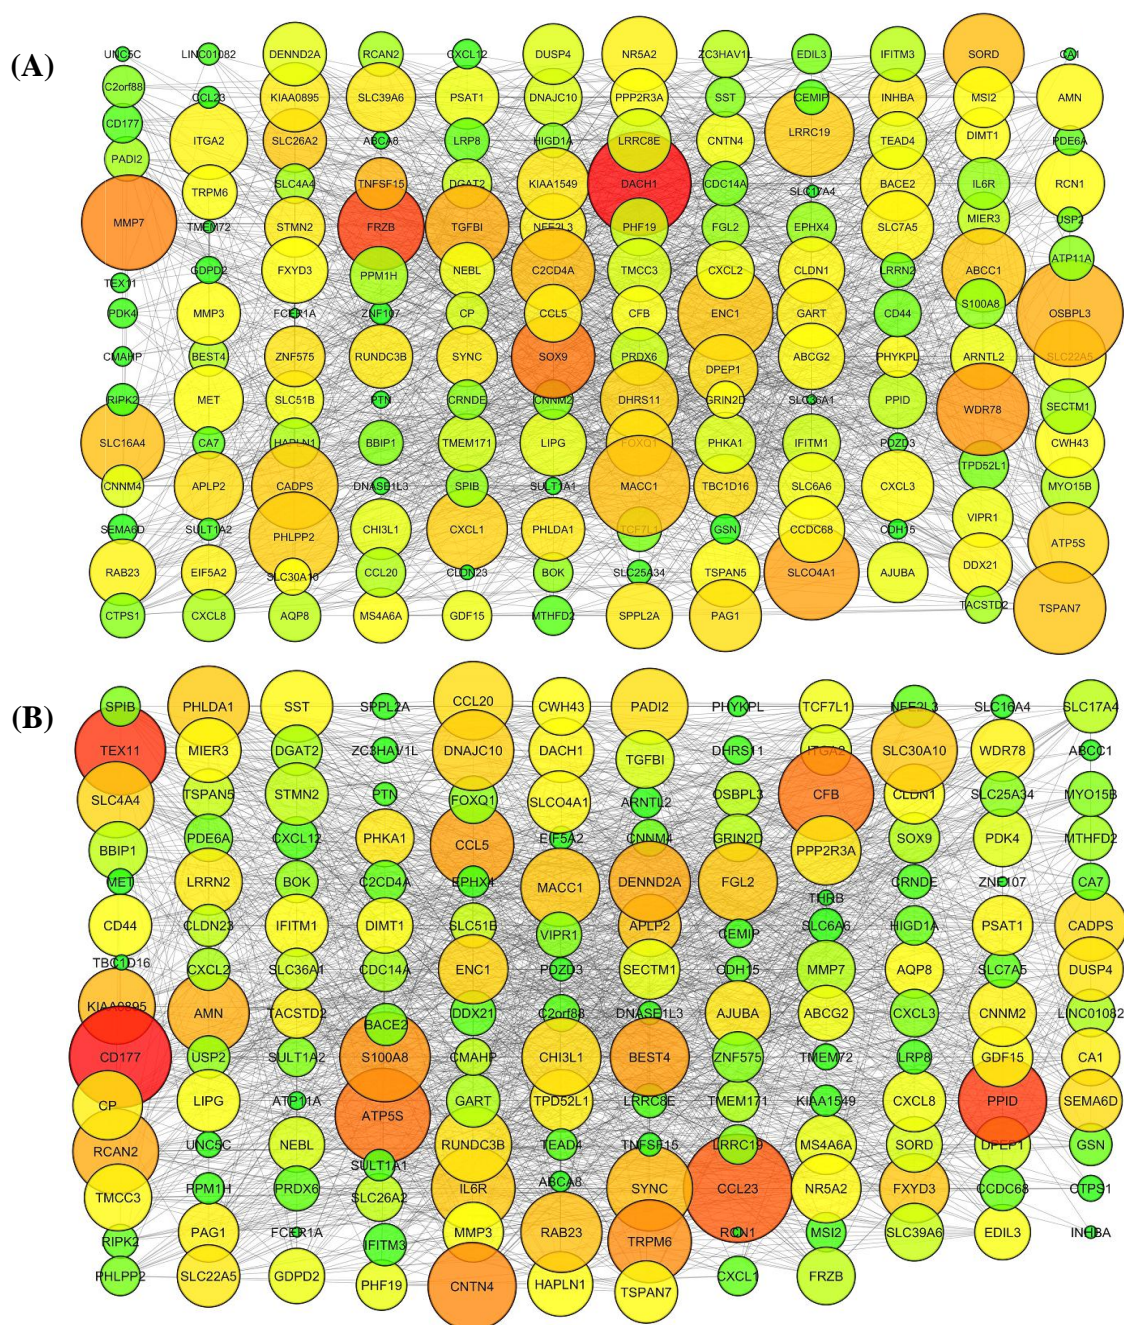 (A)
UNC5C LINC01082 DENND2A RCAN2 CXCL12 DUSP4 NR5A2 ZC3HAV1L EDIL3 IFITM3 SORD CA1
C2orf88 CCL23 KIAA0895 SLC39A6 PSAT1 DNAJC10 PPP2R3A SST CEMIP INHBA MSI2 AMN
CD177 ITGA2 SLC26A2 ABCA8 LRP8 HIGD1A LRRC8E CNTN4 LRRC19 TEAD4 DIMT1 PDE6A
PADI2 TRPM6 SLC4A4 TNFSF15 DGAT2 KIAA1549 DACH1 CDC14A SLC17A4 BACE2 IL6R RCN1
MMP7 TMEM72 STMN2 FRZB TGFBI NFE2L3 PHF19 FGL2 EPHX4 SLC7A5 MIER3 USP2
TEX11 GDPD2 FXYD3 PPM1H NEBL C2CD4A TMCC3 CXCL2 CLDN1 LRRN2 ABCC1 ATP11A
PDK4 MMP3 FCER1A ZNF107 CP CCL5 CFB ENC1 GART CD44 S100A8 OSBPL3
CMAHP BEST4 ZNF575 RUNDC3B SYNC SOX9 PRDX6 DPEP1 ABCG2 PHYKPL ARNTL2 SLC22A5
RIPK2 MET SLC51B PTN CRNDE CNNM2 DHRS11 GRIN2D SLC36A1 PPID WDR78 SECTM1
SLC16A4 CA7 HAPLN1 BBIP1 TMEM171 LIPG FOXQ1 PHKA1 IFITM1 PDZD3 TPD52L1 CWH43
CNNM4 APLP2 CADPS DNASE1L3 SPIB SULT1A1 MACC1 TBC1D16 SLC6A6 CXCL3 VIPR1 MYO15B
SEMA6D SULT1A2 PHLPP2 CHI3L1 CXCL1 PHLDA1 TCF7L1 GSN CCDC68 CDH15 DDX21 ATP5S
RAB23 EIF5A2 SLC30A10 CCL20 CLDN23 BOK SLC25A34 TSPAN5 SLCO4A1 AJUBA TACSTD2 TSPAN7
CTPS1 CXCL8 AQP8 MS4A6A GDF15 MTHFD2 SPPL2A PAG1
(B)
SPIB PHLDA1 SST SPPL2A CCL20 CWH43 PADI2 PHYKPL TCF7L1 NFE2L3 SLC16A4 SLC17A4
TEX11 MIER3 DGAT2 ZC3HAV1L DNAJC10 DACH1 TGFBI DHRS11 ITGA2 SLC30A10 WDR78 ABCC1
SLC4A4 TSPAN5 STMN2 PTN FOXQ1 SLCO4A1 ARNTL2 OSBPL3 CFB CLDN1 SLC25A34 MYO15B
BBIP1 PDE6A CXCL12 PHKA1 CCL5 EIF5A2 CNNM4 GRIN2D PPP2R3A SOX9 PDK4 MTHFD2
MET LRRN2 BOK C2CD4A EPHX4 MACC1 DENND2A FGL2 THRB CRNDE ZNF107 CA7
CD44 CLDN23 IFITM1 DIMT1 SLC51B VIPR1 APLP2 CEMIP SLC6A6 HIGD1A PSAT1 CADPS
TBC1D16 CXCL2 SLC36A1 CDC14A ENC1 PDZD3 SECTM1 CDH15 MMP7 AQP8 SLC7A5 DUSP4
KIAA0895 AMN TACSTD2 BACE2 DDX21 C2orf88 DNASE1L3 AJUBA ABCG2 CXCL3 CNNM2 LINC01082
CD177 USP2 SULT1A2 S100A8 CMAHP CHI3L1 BEST4 ZNF575 TMEM72 LRP8 GDF15 CA1
CP LIPG ATP11A ATP5S GART TPD52L1 LRRC8E TMEM171 KIAA1549 CXCL8 PPID SEMA6D
RCAN2 UNC5C NEBL SULT1A1 RUNDC3B TEAD4 TNFSF15 LRRC19 MS4A6A SORD DPEP1 GSN
TMCC3 PPM1H PRDX6 SLC26A2 IL6R ABCA8 SYNC CCL23 NR5A2 FXYD3 CCDC68 CTPS1
RIPK2 PAG1 FCER1A IFITM3 MMP3 RAB23 TRPM6 RCN1 MSI2 SLC39A6 EDIL3 INHBA
PHLPP2 SLC22A5 GDPD2 PHF19 CNTN4 HAPLN1 TSPAN7 CXCL1 FRZB